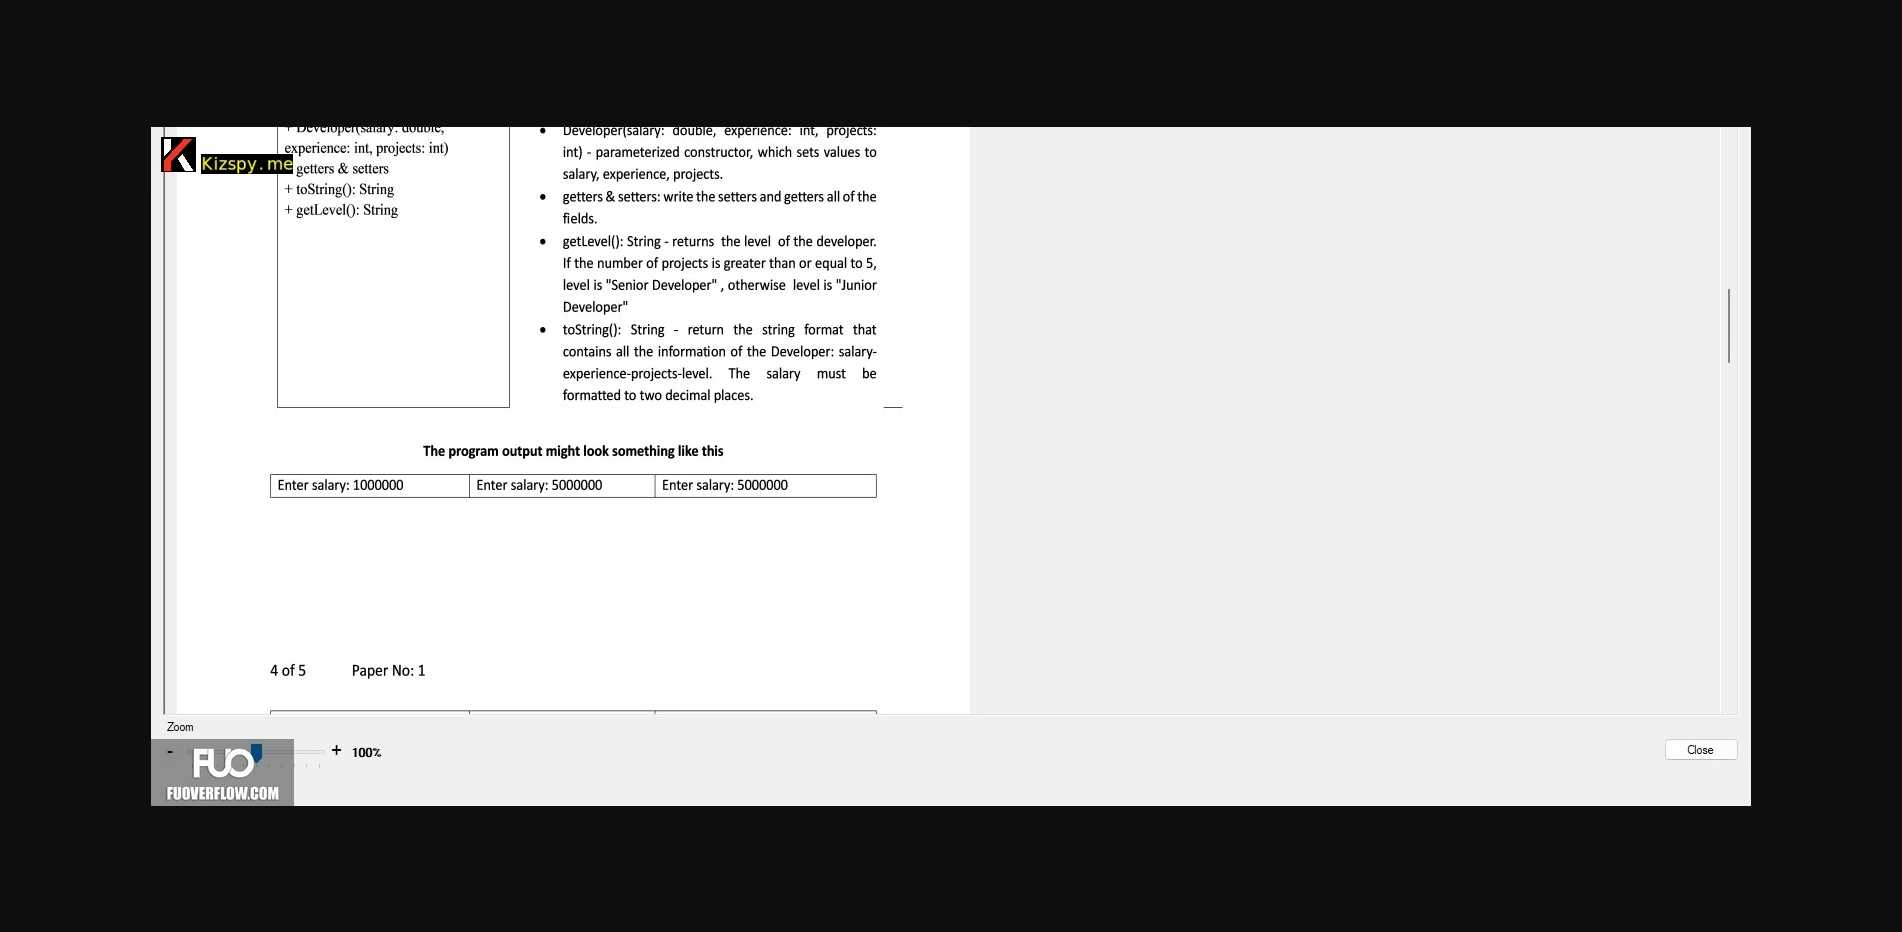 + Developer(salary: double,
experience: int, projects: int)
getters & setters
+ toString(): String
+ getLevel(): String
• Developer(salary: double, experience: int, projects:
int) - parameterized constructor, which sets values to
salary, experience, projects.
• getters & setters: write the setters and getters all of the
fields.
• getLevel(): String - returns the level of the developer.
If the number of projects is greater than or equal to 5,
level is "Senior Developer" , otherwise level is "Junior
Developer"
• toString(): String - return the string format that
contains all the information of the Developer: salary-
experience-projects-level. The salary must be
formatted to two decimal places.
The program output might look something like this
Enter salary: 1000000 Enter salary: 5000000 Enter salary: 5000000
4 of 5 Paper No: 1
Zoom
- + 100%
Close
Kizspy.me
FUO
FUOVERFLOW.COM